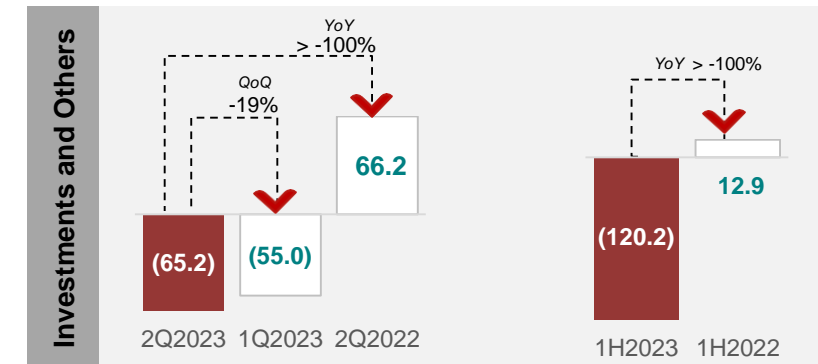 Investments and Others
YoY
> -100%
QoQ
-19%
66.2
(65.2)
(55.0)
2Q2023 1Q2023 2Q2022
YoY > -100%
12.9
(120.2)
1H2023 1H2022